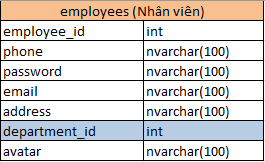 employees (Nhân viên)
employee_id int
phone nvarchar(100)
password nvarchar(100)
email nvarchar(100)
address nvarchar(100)
department_id int
avatar nvarchar(100)